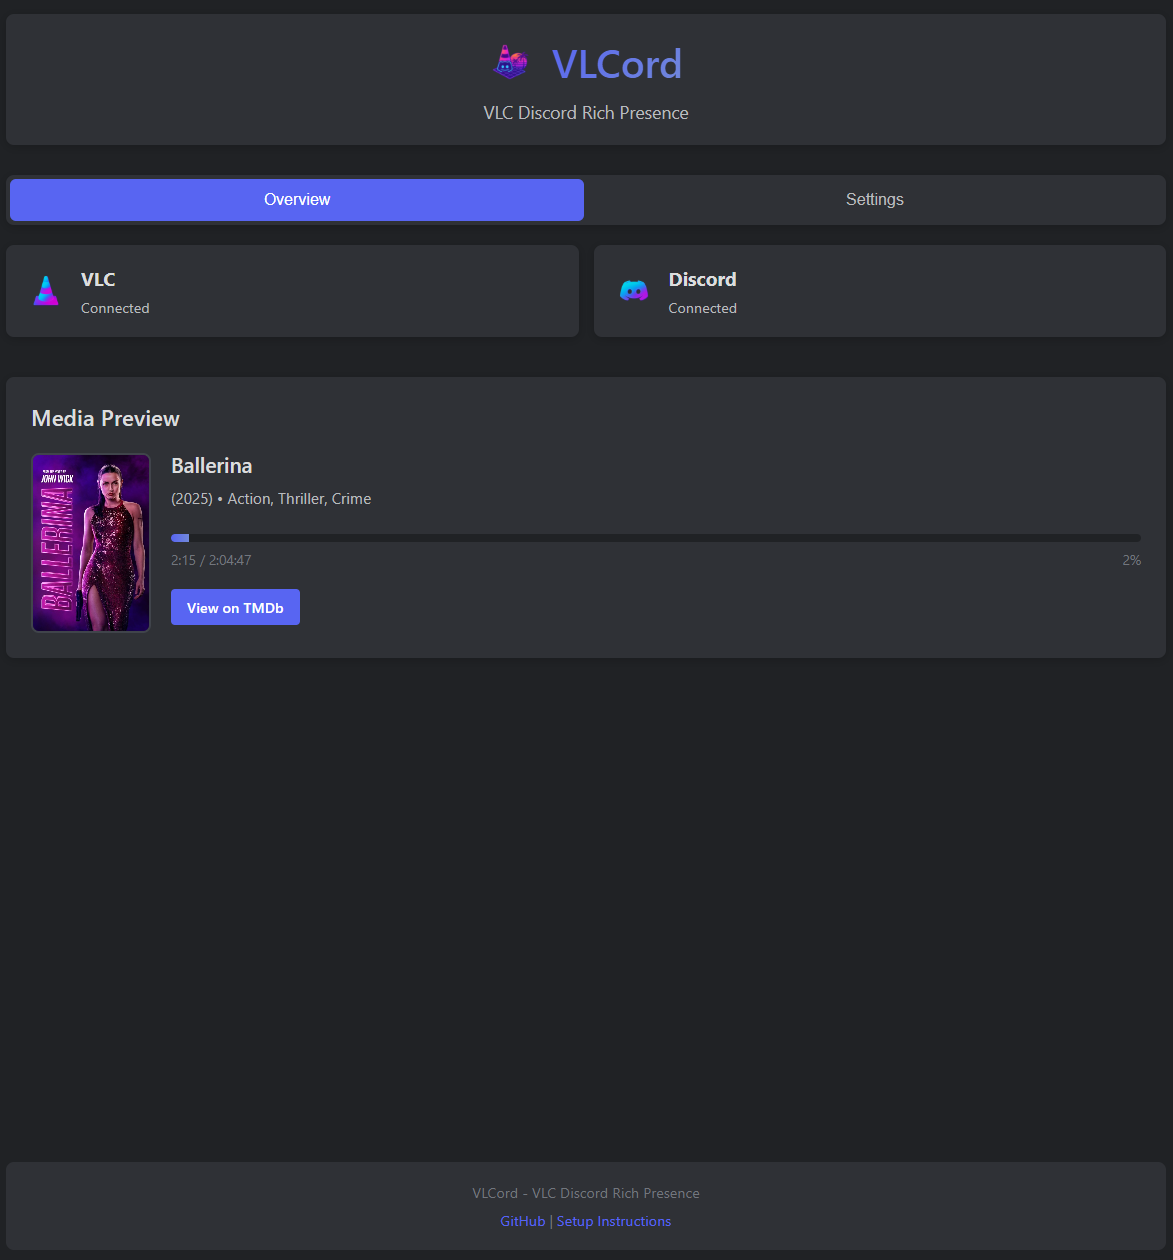 VLCord
VLC Discord Rich Presence
Overview
Settings
VLC
Connected
Discord
Connected
Media Preview
JOHN WICK
BALLERINA
Ballerina
(2025) • Action, Thriller, Crime
2:15 / 2:04:47
2%
View on TMDb
VLCord - VLC Discord Rich Presence
GitHub | Setup Instructions